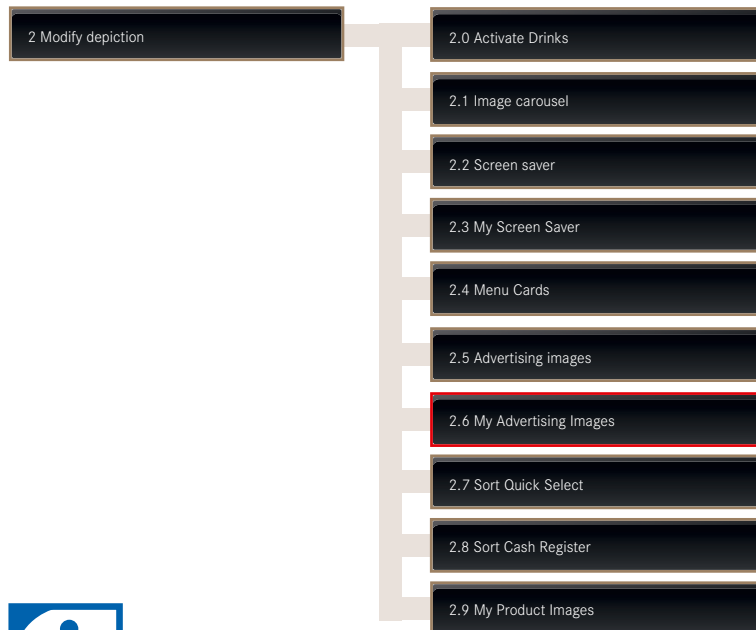 2 Modify depiction
2.0 Activate Drinks
2.1 Image carousel
2.2 Screen saver
2.3 My Screen Saver
2.4 Menu Cards
2.5 Advertising images
2.6 My Advertising Images
2.7 Sort Quick Select
2.8 Sort Cash Register
2.9 My Product Images